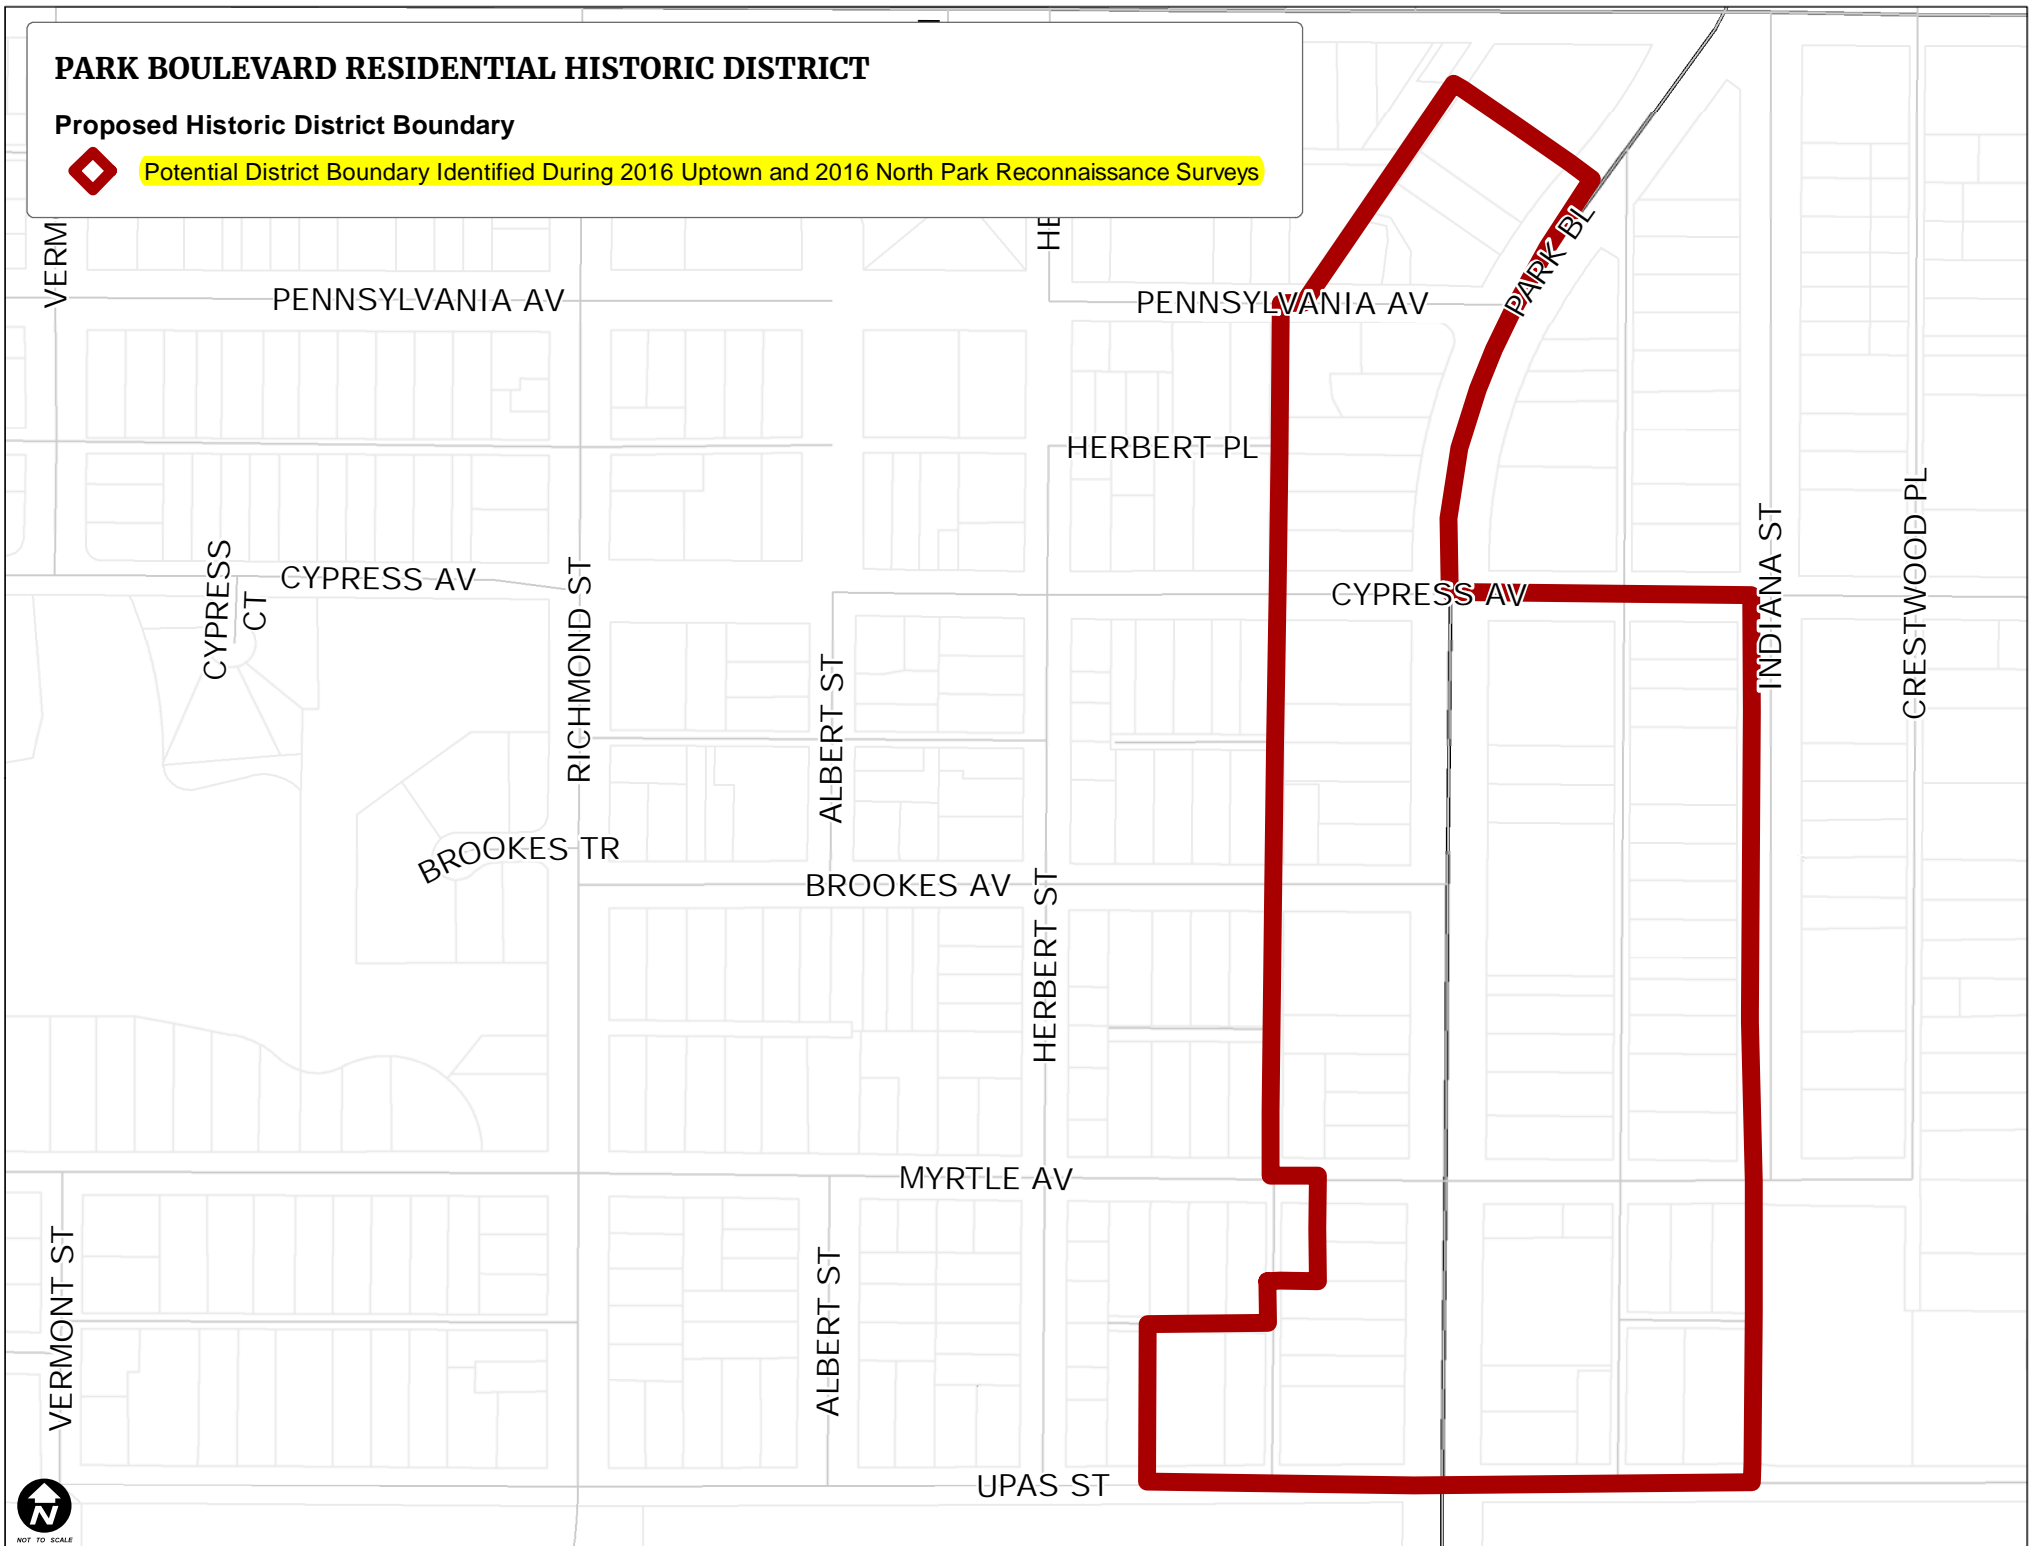 PARK BOULEVARD RESIDENTIAL HISTORIC DISTRICT
Proposed Historic District Boundary
Potential District Boundary Identified During 2016 Uptown and 2016 North Park Reconnaissance Surveys
PARK BL
PENNSYLVANIA AV
PENNSYLVANIA AV
HERBERT PL
CYPRESS AV
CYPRESS
CT
CYPRESS AV
RICHMOND ST
ALBERT ST
INDIANA ST
CRESTWOOD PL
BROOKES TR
BROOKES AV
HERBERT ST
MYRTLE AV
VERMONT ST
ALBERT ST
UPAS ST
N
NOT TO SCALE